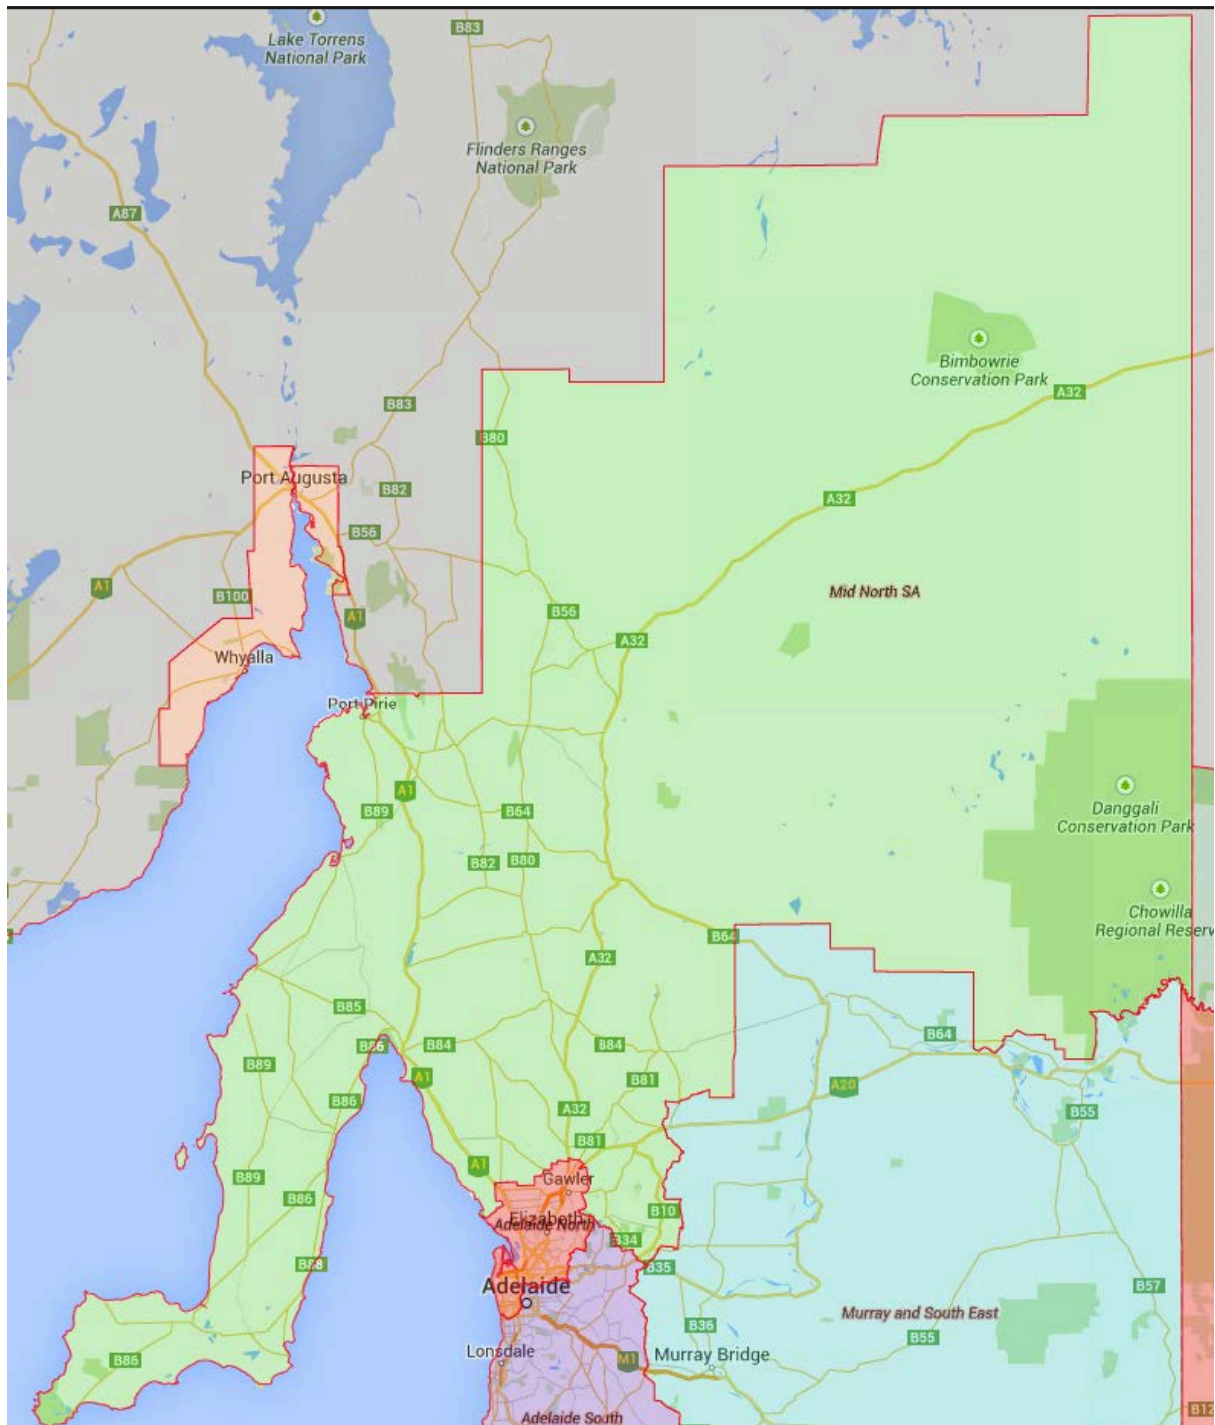 B83
Lake Torrens
National Park
Flinders Ranges
National Park
A87
Bimbowrie
Conservation Park
A32
B83
B80
Port Augusta
B82
A32
B56
A1
B100
Mid North SA
B56
A1
A32
Whyalla
Port Pirie
Danggali
Conservation Park
A1
B89
B64
B82
B80
Chowilla
Regional Reserv
B64
A32
B85
B86
B84
B84
B64
B89
A1
B81
A20
B86
A32
B55
B81
A1
B89
Gawler
B86
B10
Elizabeth
Adelaide North
B34
B88
B35
Adelaide
B57
Murray and South East
B36
B55
Lonsdale
M1
Murray Bridge
B86
B12
Adelaide South